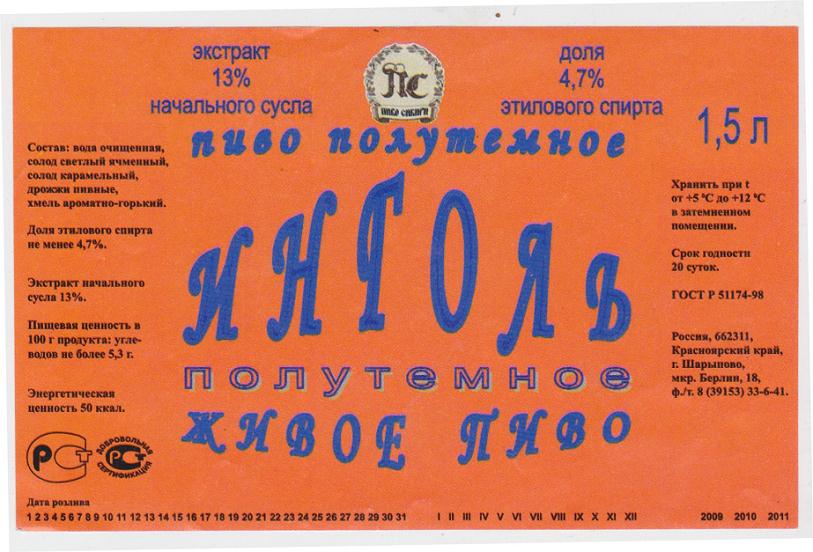 экстракт
13%
начального сусла
ПС
ПИВО СИБИРИ
доля
4,7%
этилового спирта
1,5 л
пиво полутемное
Состав: вода очищенная,
солод светлый ячменный,
солод карамельный,
дрожжи пивные,
хмель ароматно-горький.
Доля этилового спирта
не менее 4,7%.
Экстракт начального
сусла 13%.
Пищевая ценность в
100 г продукта: угле-
водов не более 5,3 г.
Энергетическая
ценность 50 ккал.
РСТ
ДОБРОВОЛЬНАЯ
РСТ
СЕРТИФИКАЦИЯ
ИНГОЛЬ
полутемное
ЖИВОЕ ПИВО
Хранить при t
от +5 °С до +12 °С
в затемненном
помещении.
Срок годности
20 суток.
ГОСТ Р 51174-98
Россия, 662311,
Красноярский край,
г. Шарыпово,
мкр. Берлин, 18,
ф./т. 8 (39153) 33-6-41.
Дата розлива
1 2 3 4 5 6 7 8 9 10 11 12 13 14 15 16 17 18 19 20 21 22 23 24 25 26 27 28 29 30 31 I II III IV V VI VII VIII IX X XI XII 2009 2010 2011